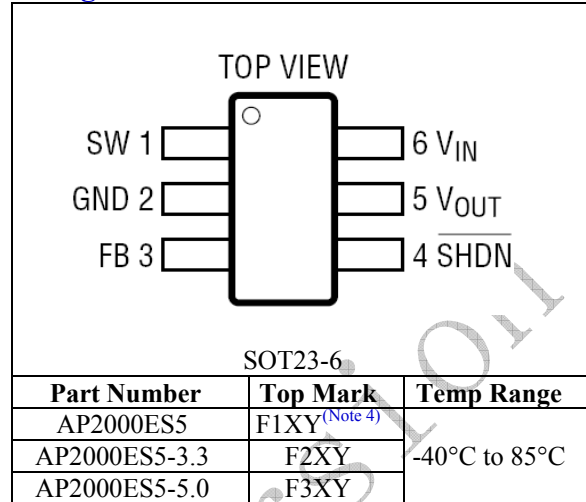 TOP VIEW
SW 1
GND 2
FB 3
6 VIN
5 VOUT
4 SHDN
SOT23-6
Part Number Top Mark Temp Range
AP2000ES5 F1XY(Note 4) -40°C to 85°C
AP2000ES5-3.3 F2XY
AP2000ES5-5.0 F3XY